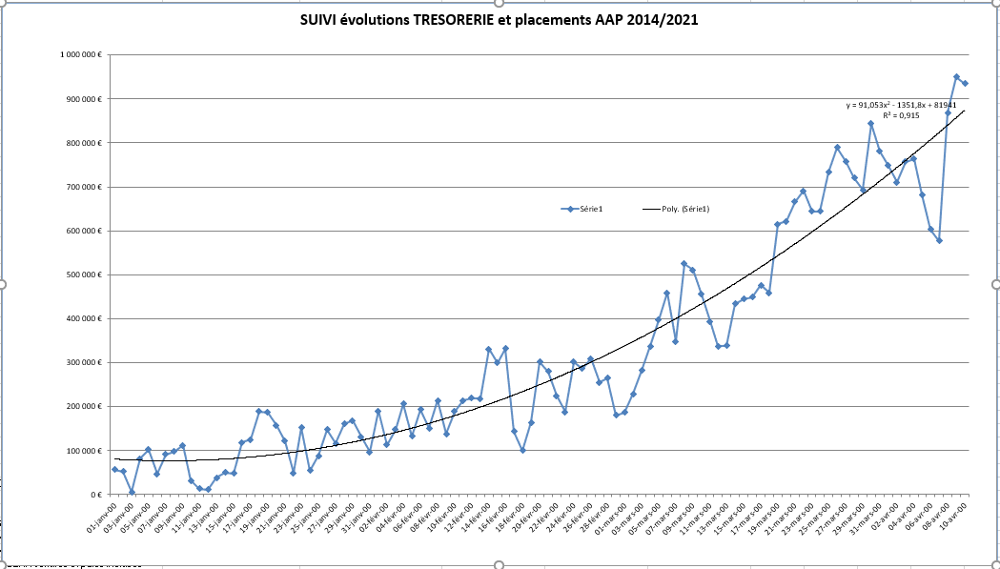 SUIVI évolutions TRESORERIE et placements AAP 2014/2021
1 000 000 €
900 000 €
800 000 €
700 000 €
600 000 €
500 000 €
400 000 €
300 000 €
200 000 €
100 000 €
0 €
y = 91,053x² - 1351,8x + 81941
R² = 0,915
Série1
Poly. (Série1)
01-janv-00
03-janv-00
05-janv-00
07-janv-00
09-janv-00
11-janv-00
13-janv-00
15-janv-00
17-janv-00
19-janv-00
21-janv-00
23-janv-00
25-janv-00
27-janv-00
29-janv-00
31-janv-00
02-févr-00
04-févr-00
06-févr-00
08-févr-00
10-févr-00
12-févr-00
14-févr-00
16-févr-00
18-févr-00
20-févr-00
22-févr-00
24-févr-00
26-févr-00
28-févr-00
01-mars-00
03-mars-00
05-mars-00
07-mars-00
09-mars-00
11-mars-00
13-mars-00
15-mars-00
17-mars-00
19-mars-00
21-mars-00
23-mars-00
25-mars-00
27-mars-00
29-mars-00
31-mars-00
02-avr-00
04-avr-00
06-avr-00
08-avr-00
10-avr-00